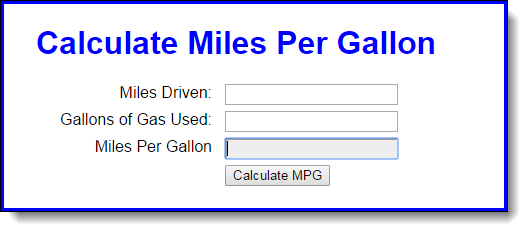 Calculate Miles Per Gallon
Miles Driven:
Gallons of Gas Used:
Miles Per Gallon
Calculate MPG